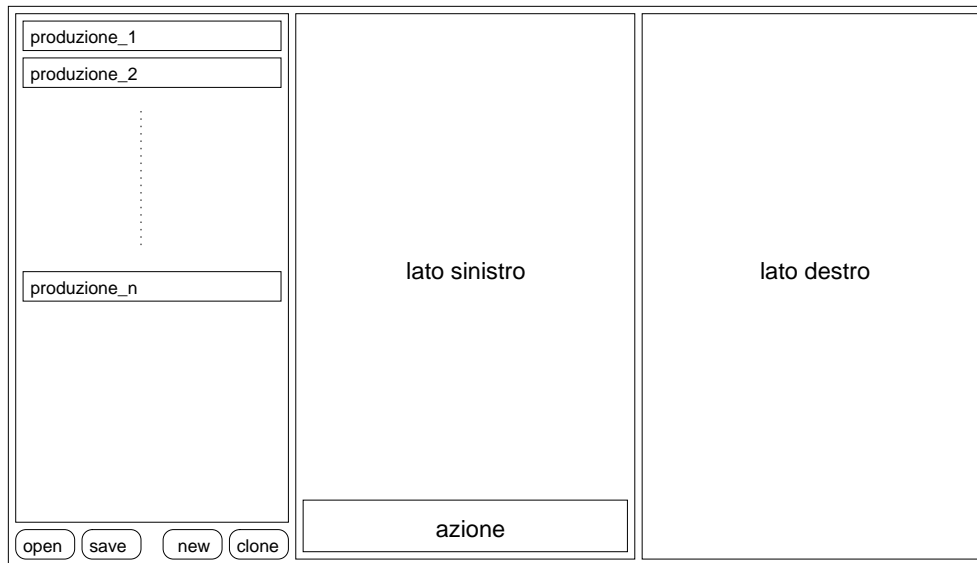 produzione_1
produzione_2
produzione_n
open save new clone
lato sinistro
azione
lato destro